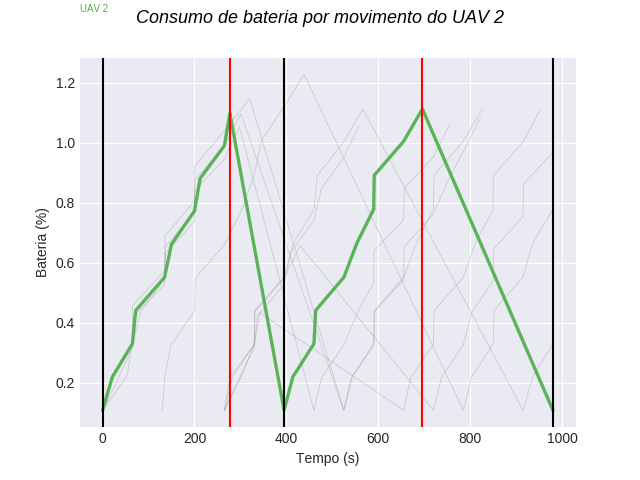 UAV 2
Consumo de bateria por movimento do UAV 2
1.2
1.0
0.8
0.6
0.4
0.2
Bateria (%)
0 200 400 600 800 1000
Tempo (s)